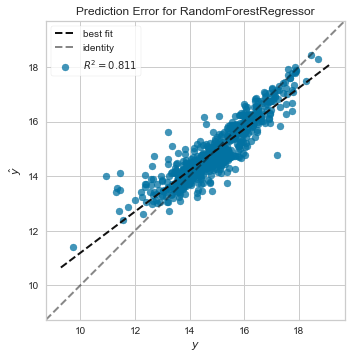 Prediction Error for RandomForestRegressor
best fit
identity
R² = 0.811
18
16
14
12
10
ŷ
10 12 14 16 18
y